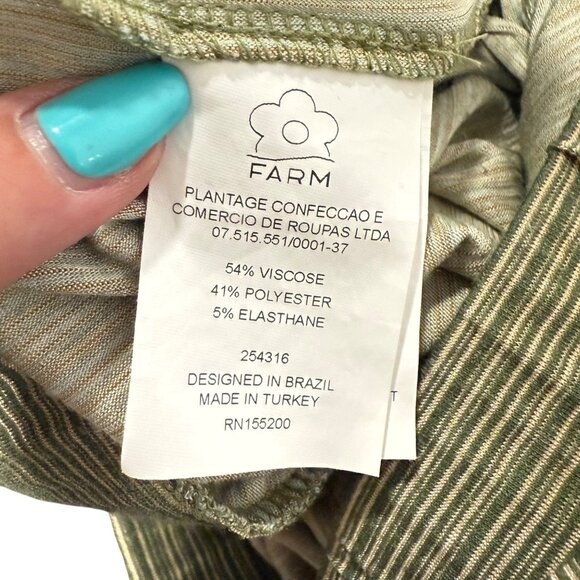 FARM
PLANTAGE CONFECCAO E
COMERCIO DE ROUPAS LTDA
07.515.551/0001-37
54% VISCOSE
41% POLYESTER
5% ELASTHANE
254316
DESIGNED IN BRAZIL
MADE IN TURKEY
RN155200
T